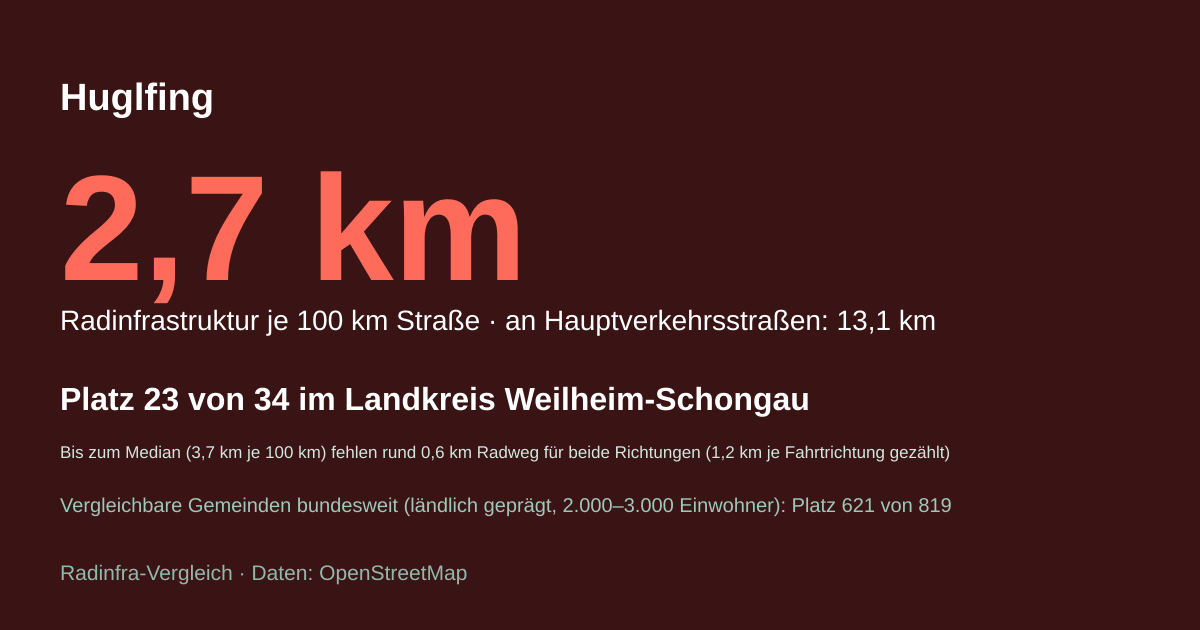 Huglfing
2,7 km
Radinfrastruktur je 100 km Straße · an Hauptverkehrsstraßen: 13,1 km
Platz 23 von 34 im Landkreis Weilheim-Schongau
Bis zum Median (3,7 km je 100 km) fehlen rund 0,6 km Radweg für beide Richtungen (1,2 km je Fahrtrichtung gezählt)
Vergleichbare Gemeinden bundesweit (ländlich geprägt, 2.000–3.000 Einwohner): Platz 621 von 819
Radinfra-Vergleich · Daten: OpenStreetMap